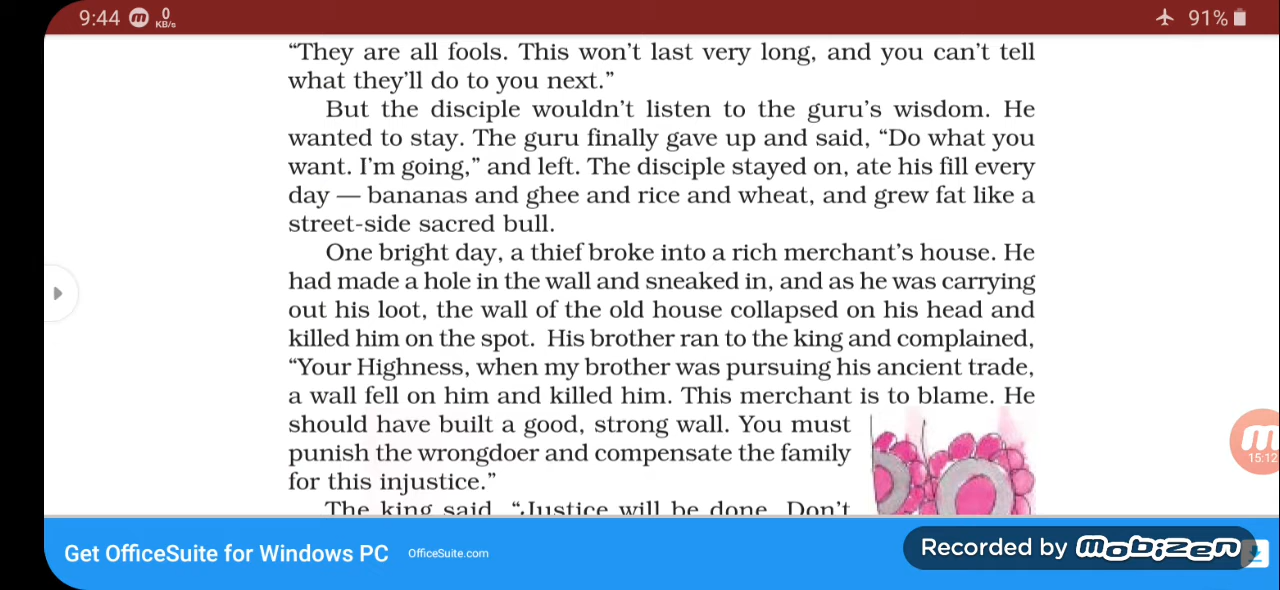 9:44 0 KB/s 91%
“They are all fools. This won’t last very long, and you can’t tell
what they’ll do to you next.”
But the disciple wouldn’t listen to the guru’s wisdom. He
wanted to stay. The guru finally gave up and said, “Do what you
want. I’m going,” and left. The disciple stayed on, ate his fill every
day — bananas and ghee and rice and wheat, and grew fat like a
street-side sacred bull.
One bright day, a thief broke into a rich merchant’s house. He
had made a hole in the wall and sneaked in, and as he was carrying
out his loot, the wall of the old house collapsed on his head and
killed him on the spot. His brother ran to the king and complained,
“Your Highness, when my brother was pursuing his ancient trade,
a wall fell on him and killed him. This merchant is to blame. He
should have built a good, strong wall. You must
punish the wrongdoer and compensate the family
for this injustice.”
The king said, “Justice will be done. Don’t
15:12
Get OfficeSuite for Windows PC OfficeSuite.com
Recorded by mobizen